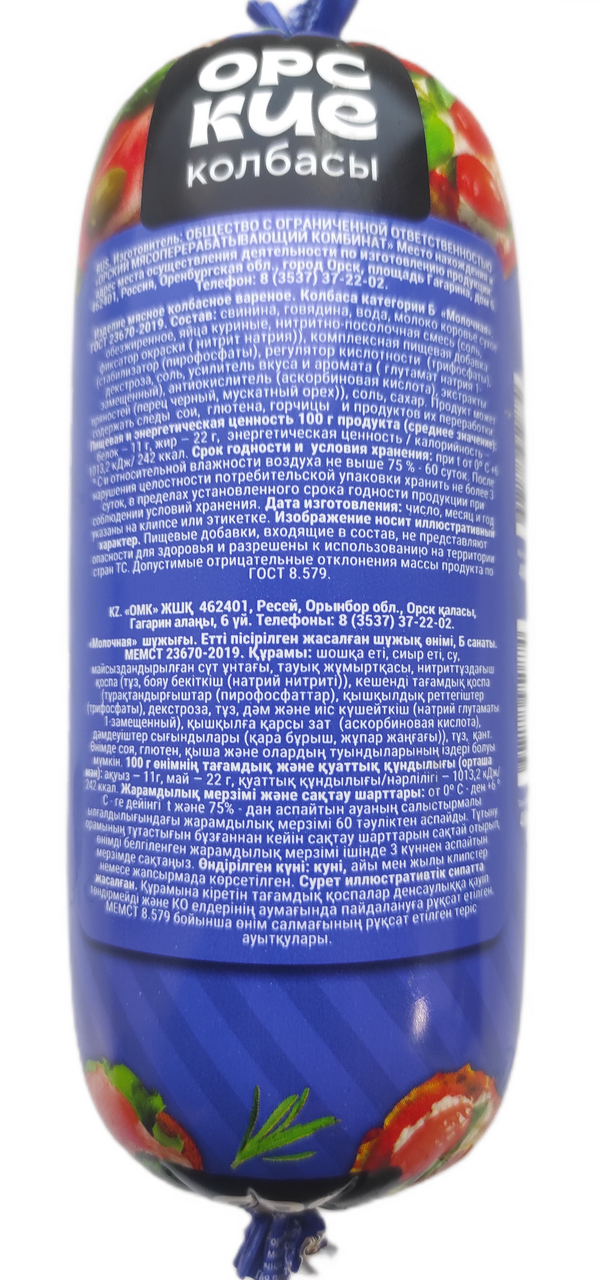 ОРС
КИЕ
КОЛБАСЫ
RUS. Изготовитель: ОБЩЕСТВО С ОГРАНИЧЕННОЙ ОТВЕТСТВЕННОСТЬЮ
«ОРСКИЙ МЯСОПЕРЕРАБАТЫВАЮЩИЙ КОМБИНАТ» Место нахождения и
адрес места осуществления деятельности по изготовлению продукции:
462401, Россия, Оренбургская обл., город Орск, площадь Гагарина, дом 6
Телефон: 8 (3537) 37-22-02.
Изделие мясное колбасное вареное. Колбаса категории Б «Молочная»
ГОСТ 23670-2019. Состав: свинина, говядина, вода, молоко коровье сухое
обезжиренное, яйца куриные, нитритно-посолочная смесь (соль,
фиксатор окраски ( нитрит натрия)), комплексная пищевая добавка
(стабилизатор (пирофосфаты), регулятор кислотности (трифосфаты),
декстроза, соль, усилитель вкуса и аромата ( глутамат натрия 1-
замещенный), антиокислитель (аскорбиновая кислота), экстракты
пряностей (перец черный, мускатный орех)), соль, сахар. Продукт может
содержать следы сои, глютена, горчицы и продуктов их переработки
Пищевая и энергетическая ценность 100 г продукта (среднее значение):
белок – 11 г, жир – 22 г, энергетическая ценность / калорийность –
1013,2 кДж/ 242 ккал. Срок годности и условия хранения: при t от 0° С +6
° С и относительной влажности воздуха не выше 75 % - 60 суток. После
нарушения целостности потребительской упаковки хранить не более 3
суток, в пределах установленного срока годности продукции при
соблюдении условий хранения. Дата изготовления: число, месяц и год
указаны на клипсе или этикетке. Изображение носит иллюстративный
характер. Пищевые добавки, входящие в состав, не представляют
опасности для здоровья и разрешены к использованию на территории
стран ТС. Допустимые отрицательные отклонения массы продукта по
ГОСТ 8.579.
KZ. «ОМК» ЖШҚ 462401, Ресей, Орынбор обл., Орск қаласы,
Гагарин алаңы, 6 үй. Телефоны: 8 (3537) 37-22-02.
«Молочная» шұжығы. Етті пісірілген жасалған шұжық өнімі, Б санаты.
МЕМСТ 23670-2019. Құрамы: шошқа еті, сиыр еті, су,
майсыздандырылған сүт ұнтағы, тауық жұмыртқасы, нитриттұздағыш
қоспа (тұз, бояу бекіткіш (натрий нитриті)), кешенді тағамдық қоспа
(тұрақтандырғыштар (пирофосфаттар), қышқылдық реттегіштер
(трифосфаты), декстроза, тұз, дәм және иіс күшейткіш (натрий глутаматы
1-замещенный), қышқылға қарсы зат (аскорбиновая кислота),
дәмдеуіштер сығындылары (қара бұрыш, жұпар жаңғағы)), тұз, қант.
Өнімде соя, глютен, қыша және олардың туындыларының іздері болуы
мүмкін. 100 г өнімнің тағамдық және қуаттық құндылығы (орташа
мән): ақуыз – 11г, май – 22 г, қуаттық құндылығы/нәрлілігі – 1013,2 кДж/
242 ккал. Жарамдылық мерзімі және сақтау шарттары: от 0° С - ден +6 °
С - ге дейінгі t және 75% - дан аспайтын ауаның салыстырмалы
ылғалдылығындағы жарамдылық мерзімі 60 тәуліктен аспайды. Тұтыну
орамының тұтастығын бұзғаннан кейін сақтау шарттарын сақтай отырып,
өнімді белгіленген жарамдылық мерзімі ішінде 3 күннен аспайтын
мерзімде сақтаңыз. Өндірілген күні: күні, айы мен жылы клипстер
немесе жапсырмада көрсетілген. Сурет иллюстративтік сипатта
жасалған. Құрамына кіретін тағамдық қоспалар денсаулыққа қауіп
төндірмейді және КО елдерінің аумағында пайдалануға рұқсат етілген.
МЕМСТ 8.579 бойынша өнім салмағының рұқсат етілген теріс
ауытқулары.